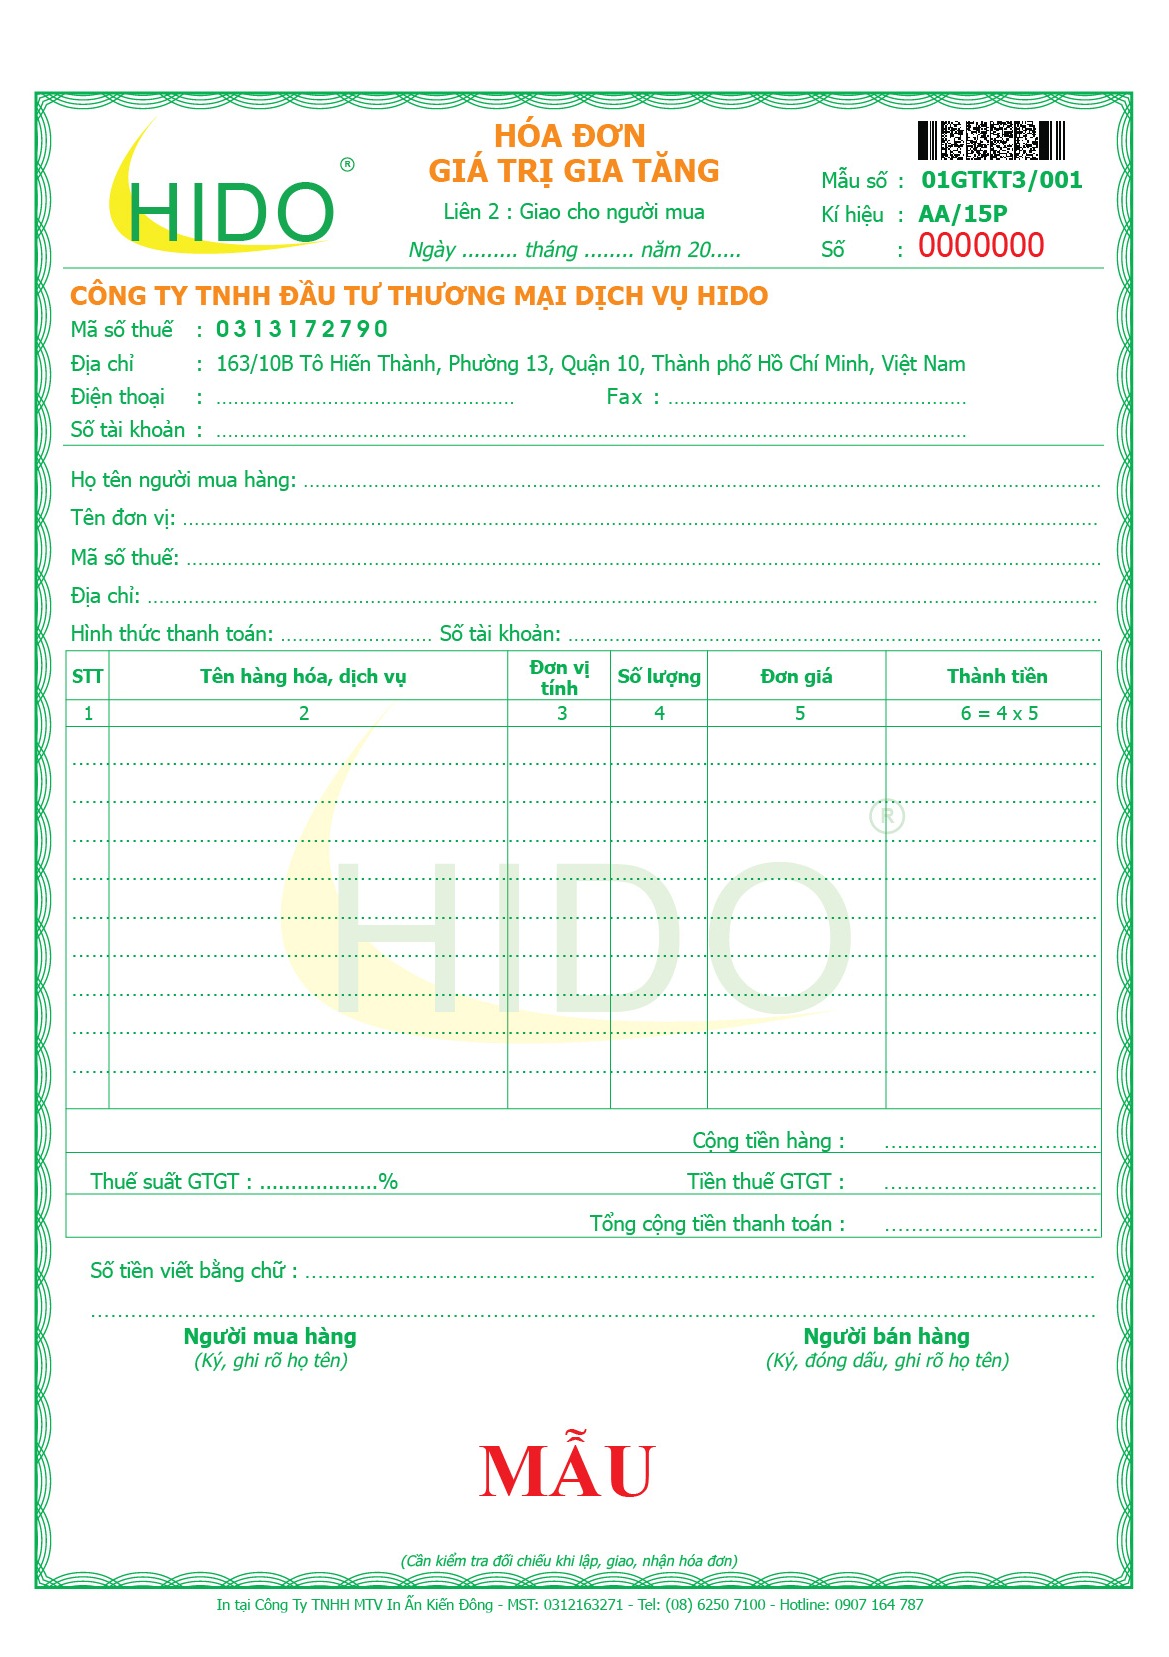 HIDO ®
HÓA ĐƠN
GIÁ TRỊ GIA TĂNG
Liên 2 : Giao cho người mua
Ngày ......... tháng ........ năm 20.....
Mẫu số : 01GTKT3/001
Kí hiệu : AA/15P
Số : 0000000
CÔNG TY TNHH ĐẦU TƯ THƯƠNG MẠI DỊCH VỤ HIDO
Mã số thuế : 0313172790
Địa chỉ : 163/10B Tô Hiến Thành, Phường 13, Quận 10, Thành phố Hồ Chí Minh, Việt Nam
Điện thoại : ................................................... Fax : ...................................................
Số tài khoản : ................................................................................
Họ tên người mua hàng: ................................................................................
Tên đơn vị: ................................................................................
Mã số thuế: ................................................................................
Địa chỉ: ................................................................................
Hình thức thanh toán: .......................... Số tài khoản: ................................................................................
STT Tên hàng hóa, dịch vụ Đơn vị tính Số lượng Đơn giá Thành tiền
1 2 3 4 5 6 = 4 x 5
HIDO ®
Cộng tiền hàng : ................................
Thuế suất GTGT : ..................% Tiền thuế GTGT : ................................
Tổng cộng tiền thanh toán : ................................
Số tiền viết bằng chữ : ................................................................................
................................................................................
Người mua hàng Người bán hàng
(Ký, ghi rõ họ tên) (Ký, đóng dấu, ghi rõ họ tên)
MẪU
(Cần kiểm tra đối chiếu khi lập, giao, nhận hóa đơn)
In tại Công Ty TNHH MTV In Ấn Kiến Đông - MST: 0312163271 - Tel: (08) 6250 7100 - Hotline: 0907 164 787